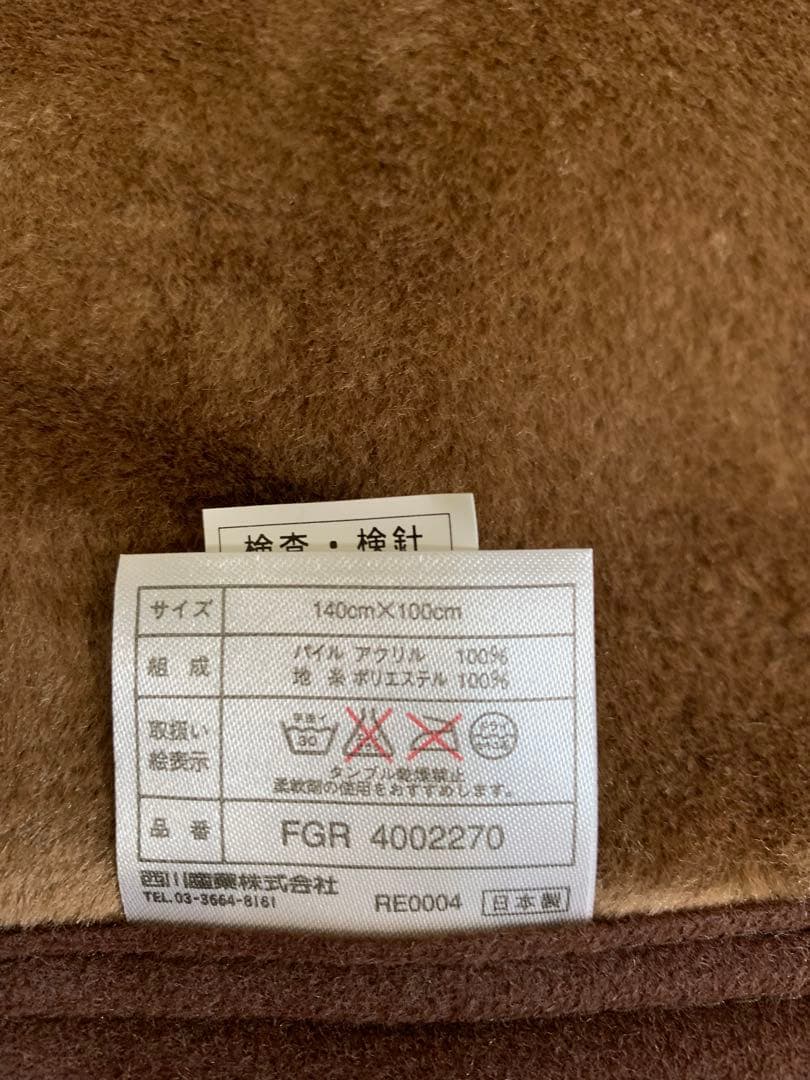 検査・検針
サイズ 140cm×100cm
組成 パイル アクリル 100%
地糸 ポリエステル 100%
取扱い
絵表示
30
タンブル乾燥禁止
柔軟剤の使用をおすすめします。
品番 FGR 4002270
西川産業株式会社
TEL.03-3664-8161 RE0004 日本製